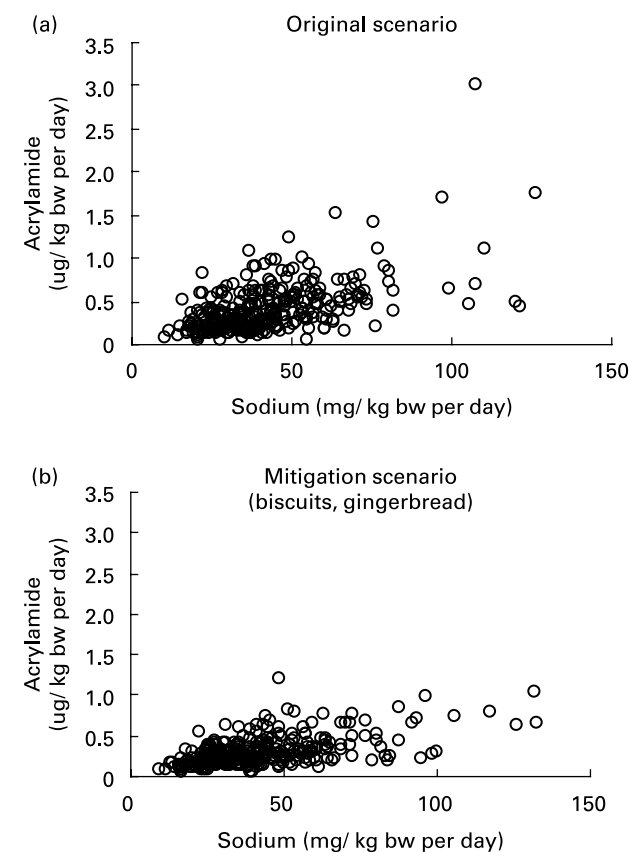 (a) Original scenario
3.5
3.0
2.5
2.0
1.5
1.0
0.5
0
Acrylamide
(ug/ kg bw per day)
0 50 100 150
Sodium (mg/ kg bw per day)
(b) Mitigation scenario
(biscuits, gingerbread)
3.5
3.0
2.5
2.0
1.5
1.0
0.5
0
Acrylamide
(ug/ kg bw per day)
0 50 100 150
Sodium (mg/ kg bw per day)